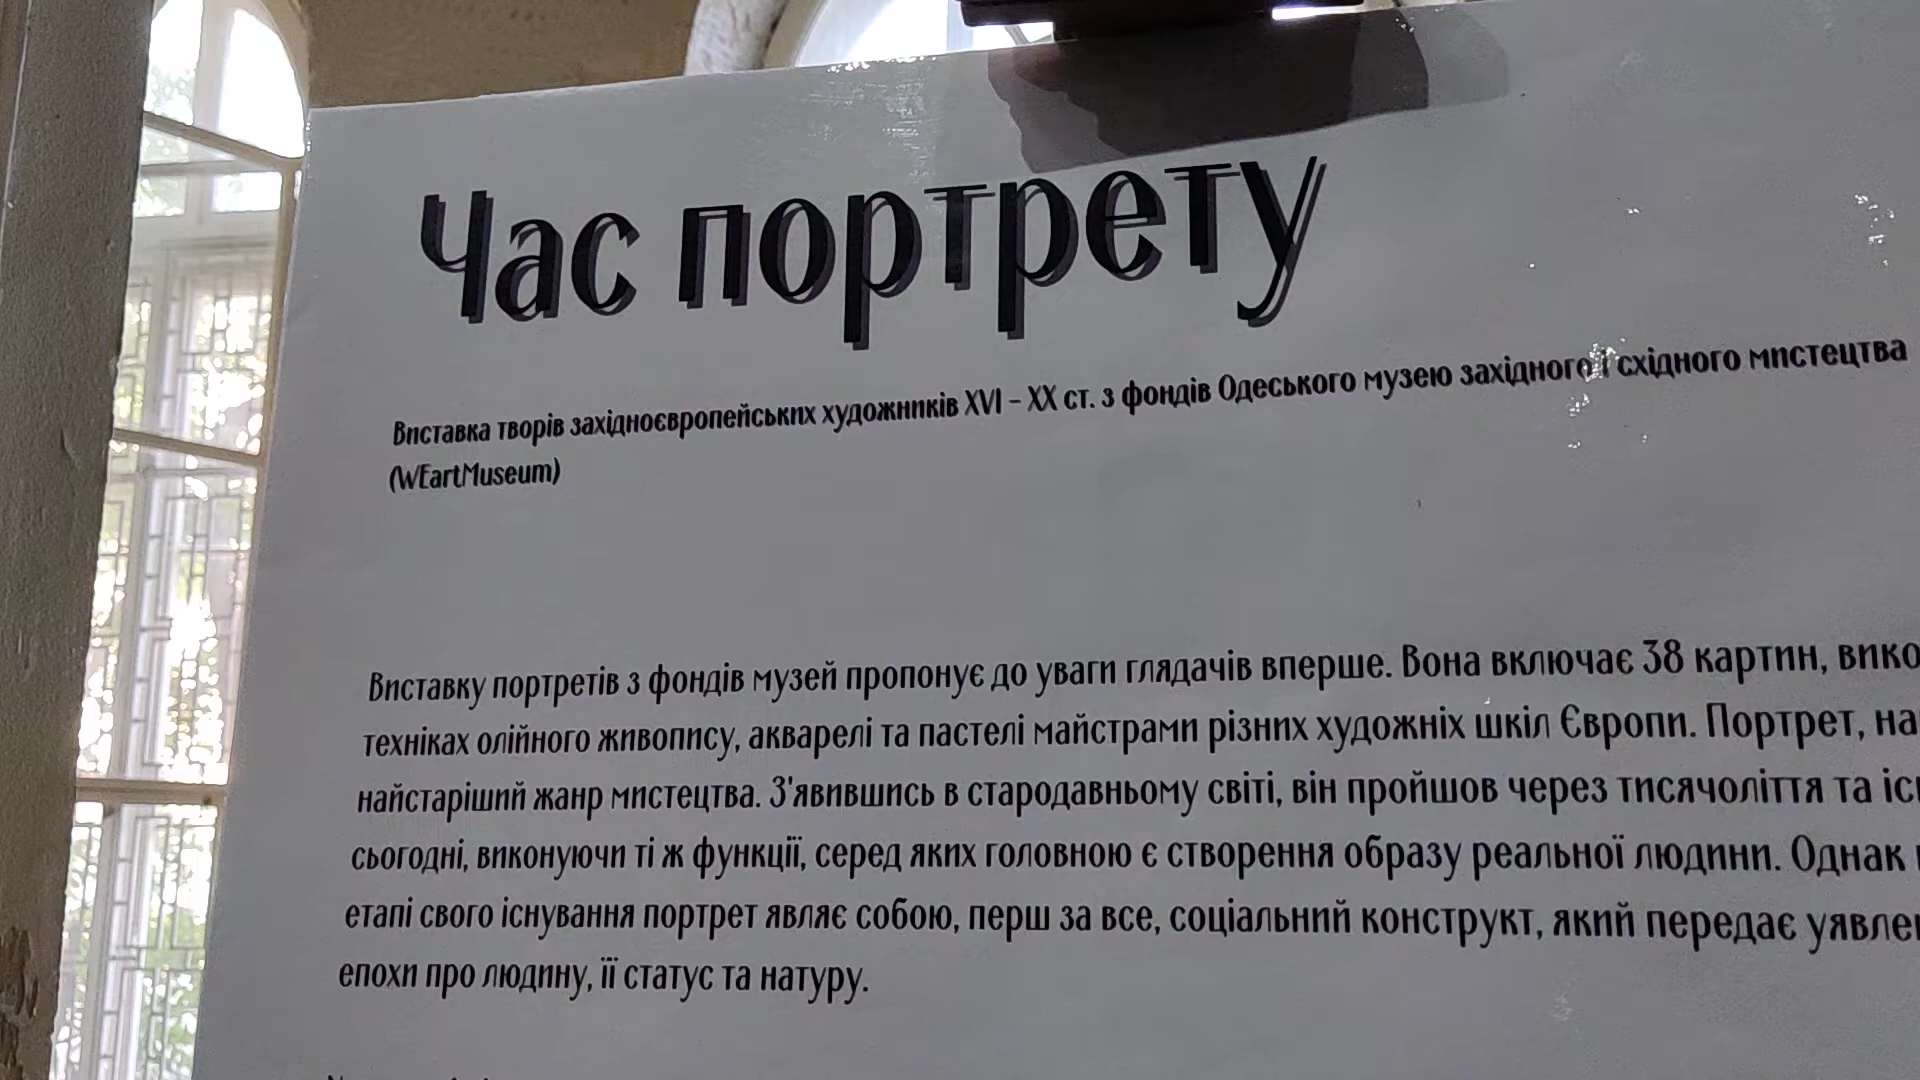 Час портрету
Виставка творів західноєвропейських художників XVI – XX ст. з фондів Одеського музею західного і східного мистецтва
(WEartMuseum)
Виставку портретів з фондів музей пропонує до уваги глядачів вперше. Вона включає 38 картин,
техніках олійного живопису, акварелі та пастелі майстрами різних художніх шкіл Європи. Портрет,
найстаріший жанр мистецтва. З'явившись в стародавньому світі, він пройшов через тисячоліття та
сьогодні, виконуючи ті ж функції, серед яких головною є створення образу реальної людини. Однак
етапі свого існування портрет являє собою, перш за все, соціальний конструкт, який передає
епохи про людину, її статус та натуру.